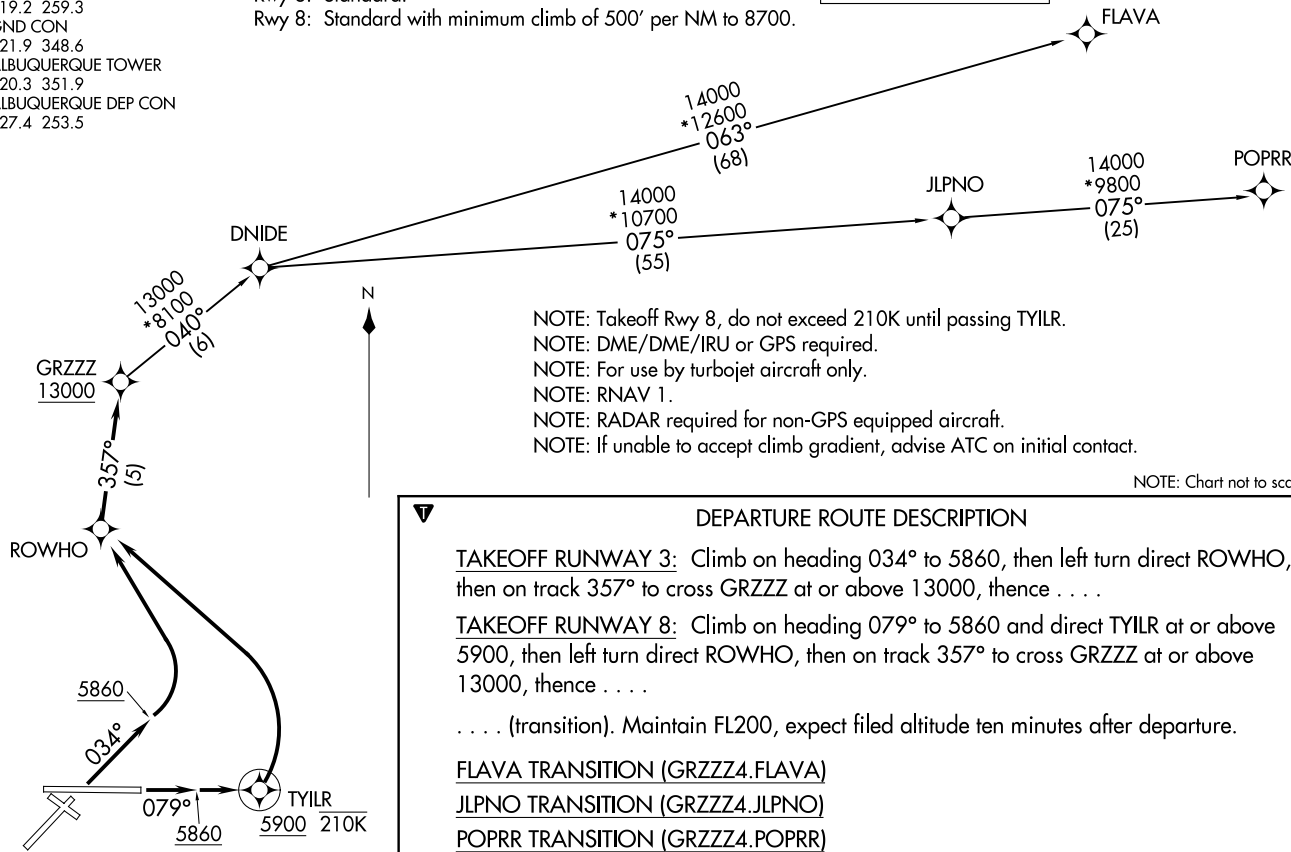 19.2 259.3
GND CON
21.9 348.6
LBUQUERQUE TOWER
20.3 351.9
LBUQUERQUE DEP CON
27.4 253.5
Rwy 8: Standard with minimum climb of 500' per NM to 8700.
FLAVA
14000
*12600
063°
(68)
14000
*10700
075°
(55)
JLPNO
14000
*9800
075°
(25)
POPRR
DNIDE
13000
*8100
040°
(6)
GRZZZ
13000
N
357°
(5)
ROWHO
NOTE: Takeoff Rwy 8, do not exceed 210K until passing TYILR.
NOTE: DME/DME/IRU or GPS required.
NOTE: For use by turbojet aircraft only.
NOTE: RNAV 1.
NOTE: RADAR required for non-GPS equipped aircraft.
NOTE: If unable to accept climb gradient, advise ATC on initial contact.
NOTE: Chart not to sca
T
DEPARTURE ROUTE DESCRIPTION
TAKEOFF RUNWAY 3: Climb on heading 034° to 5860, then left turn direct ROWHO,
then on track 357° to cross GRZZZ at or above 13000, thence . . . .
TAKEOFF RUNWAY 8: Climb on heading 079° to 5860 and direct TYILR at or above
5900, then left turn direct ROWHO, then on track 357° to cross GRZZZ at or above
13000, thence . . . .
. . . . (transition). Maintain FL200, expect filed altitude ten minutes after departure.
FLAVA TRANSITION (GRZZZ4.FLAVA)
JLPNO TRANSITION (GRZZZ4.JLPNO)
POPRR TRANSITION (GRZZZ4.POPRR)
5860
034°
079°
5860
TYILR
5900 210K